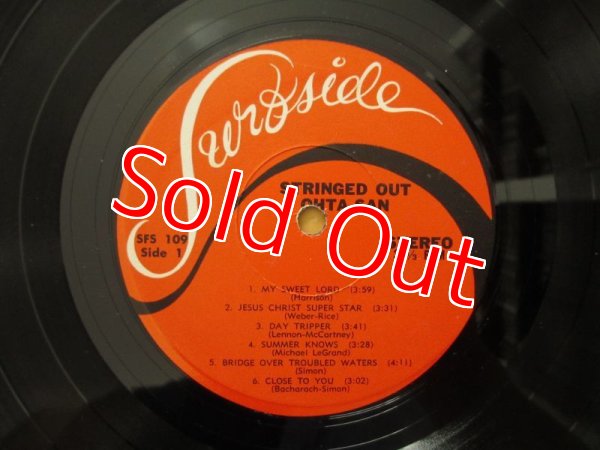 Surfside
STRINGED OUT
OHTA-SAN
Sold Out
SFS 109
Side 1
STEREO
1. MY SWEET LORD (3:59)
(Harrison)
2. JESUS CHRIST SUPER STAR (3:31)
(Weber-Rice)
3. DAY TRIPPER (3:41)
(Lennon-McCartney)
4. SUMMER KNOWS (3:28)
(Michael LeGrand)
5. BRIDGE OVER TROUBLED WATERS (4:11)
(Simon)
6. CLOSE TO YOU (3:02)
(Bacharach-Simon)